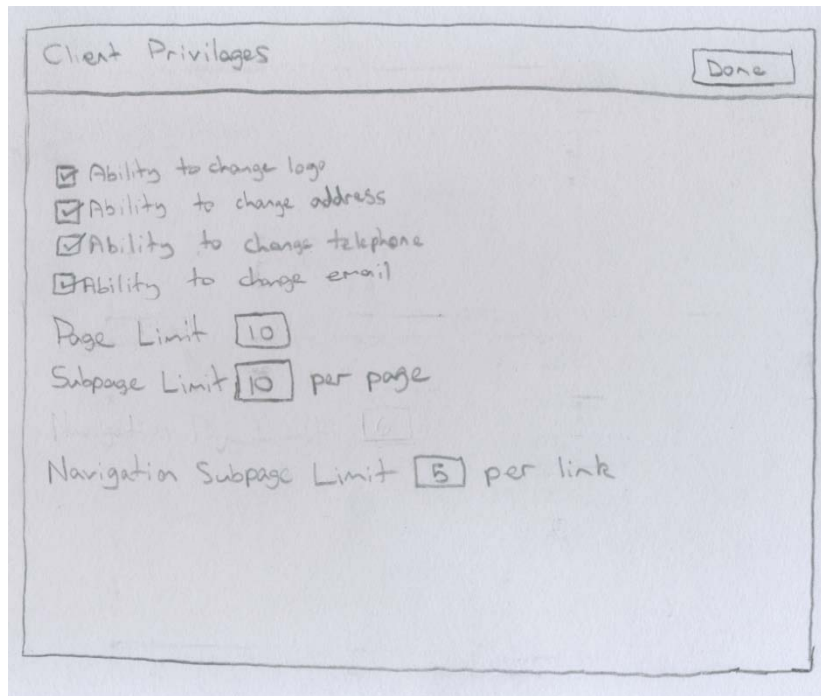 Client Privilages
Done
Ability to change logo
Ability to change address
Ability to change telephone
Ability to change email
Page Limit 10
Subpage Limit 10 per page
Navigation Subpage Limit 5 per link